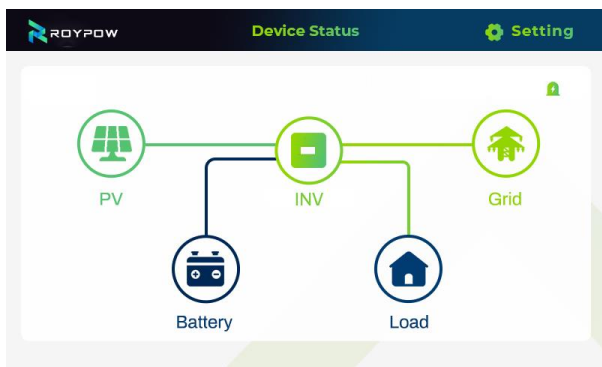 ROYPOW
Device Status
Setting
PV
INV
Grid
Battery
Load